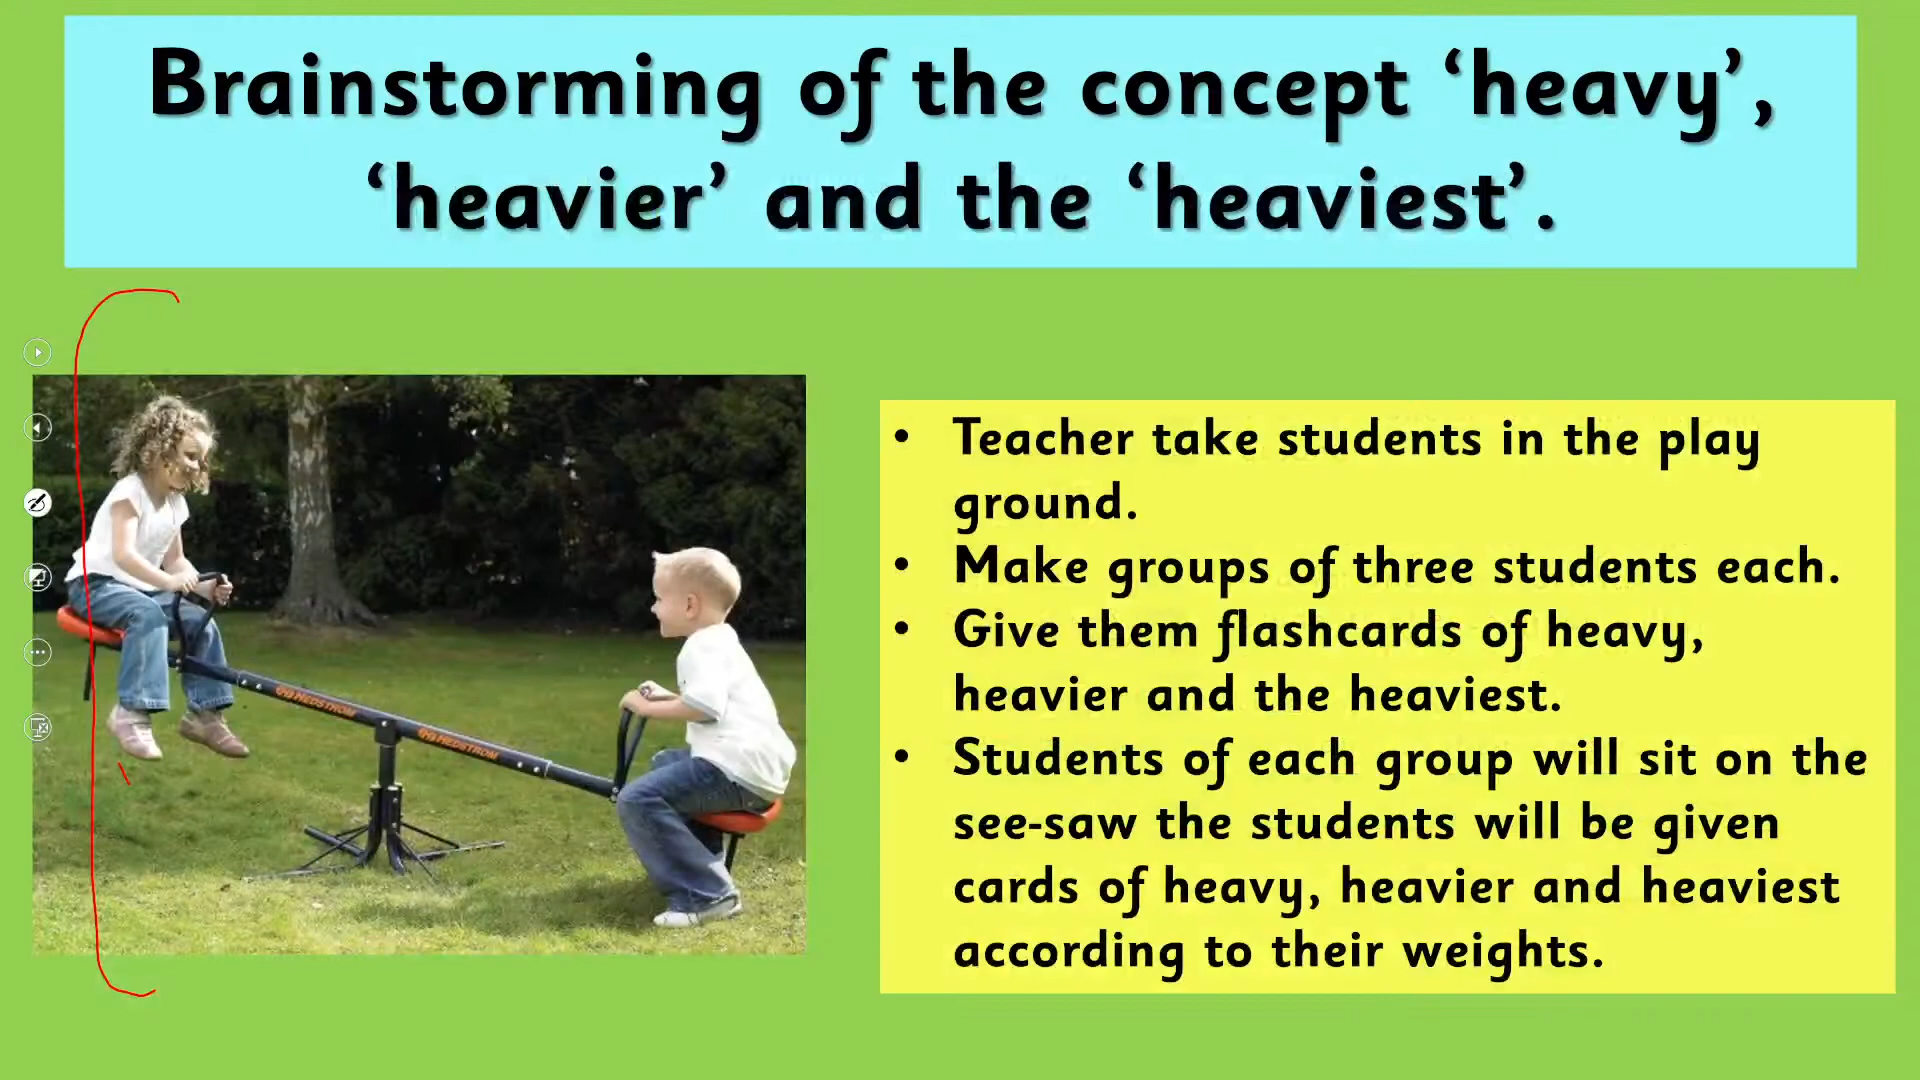 Brainstorming of the concept ‘heavy’,
‘heavier’ and the ‘heaviest’.
• Teacher take students in the play
ground.
• Make groups of three students each.
• Give them flashcards of heavy,
heavier and the heaviest.
• Students of each group will sit on the
see-saw the students will be given
cards of heavy, heavier and heaviest
according to their weights.
HEDSTROM
HEDSTROM